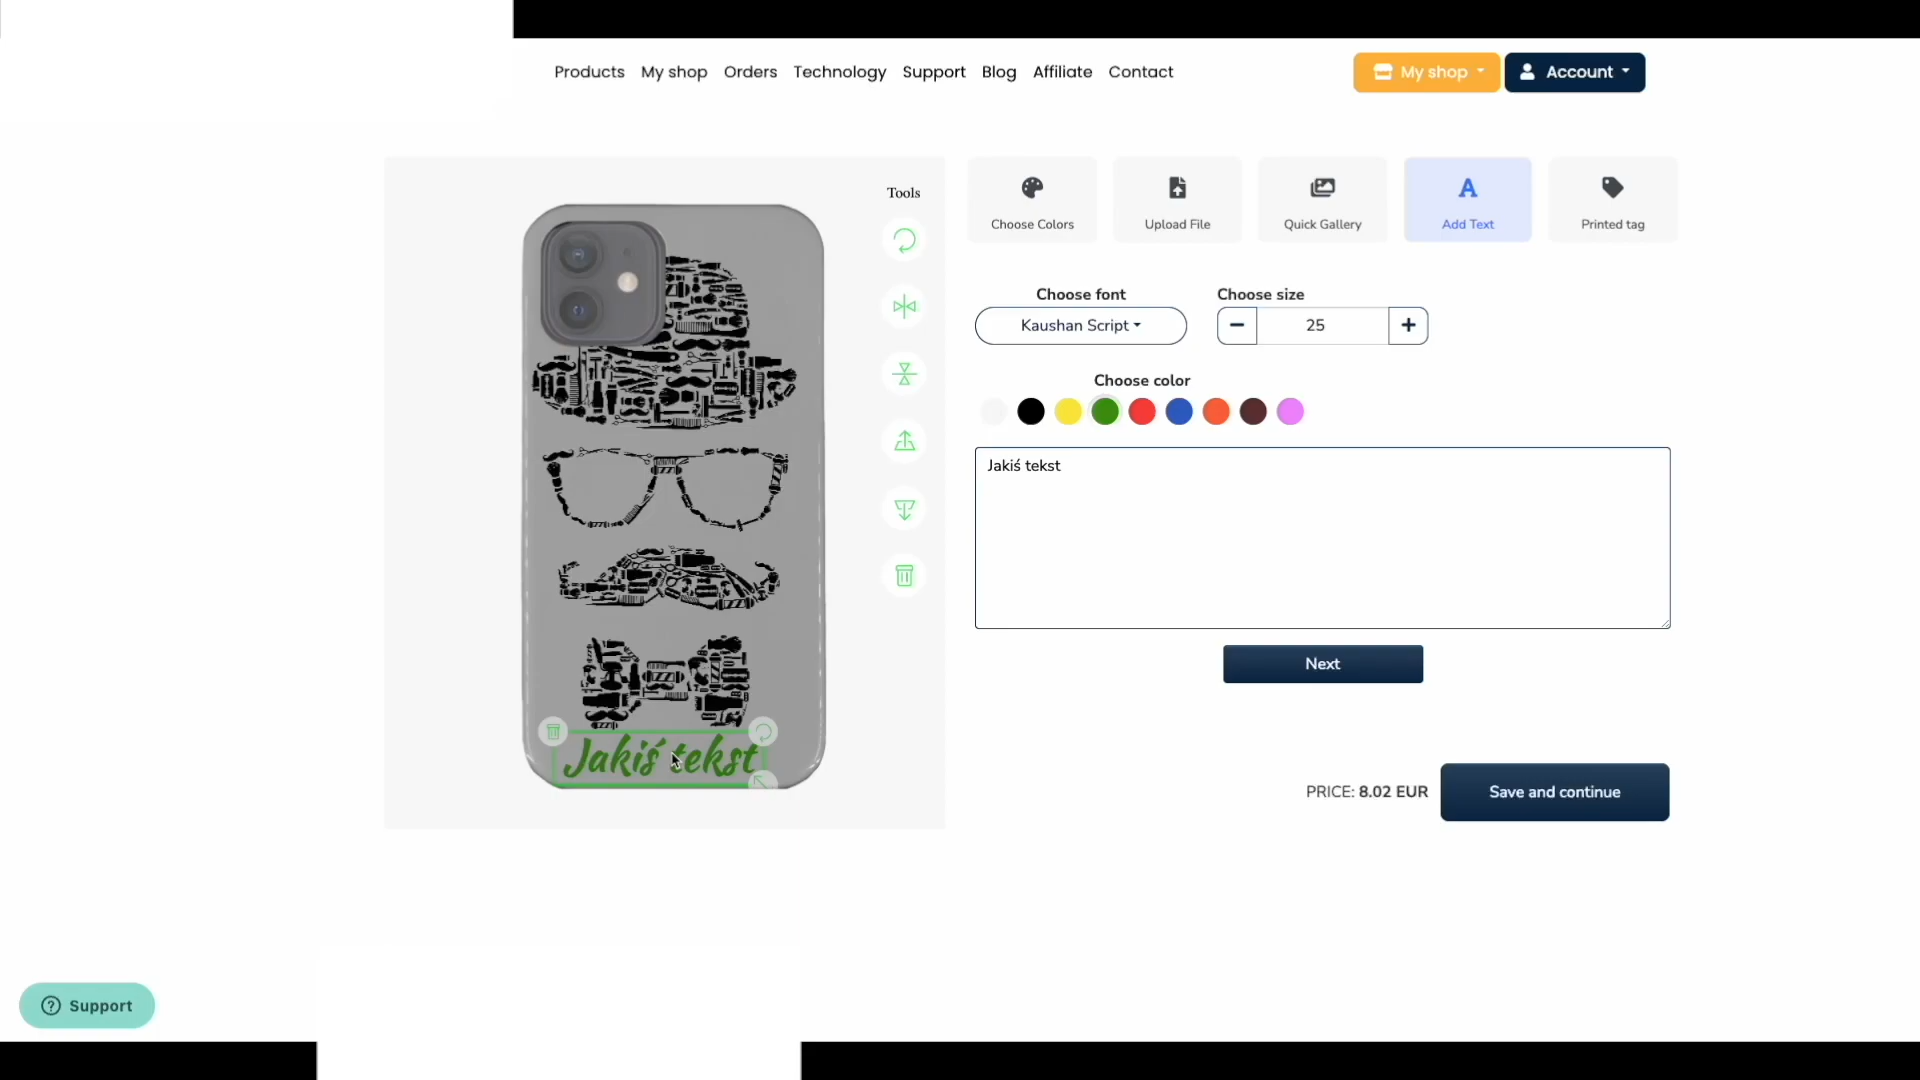 Products My shop Orders Technology Support Blog Affiliate Contact
My shop
Account
Tools
Choose Colors
Upload File
Quick Gallery
A
Add Text
Printed tag
Choose font
Kaushan Script
Choose size
25
Choose color
Jakiś tekst
Next
Jakiś tekst
PRICE: 8.02 EUR
Save and continue
Support